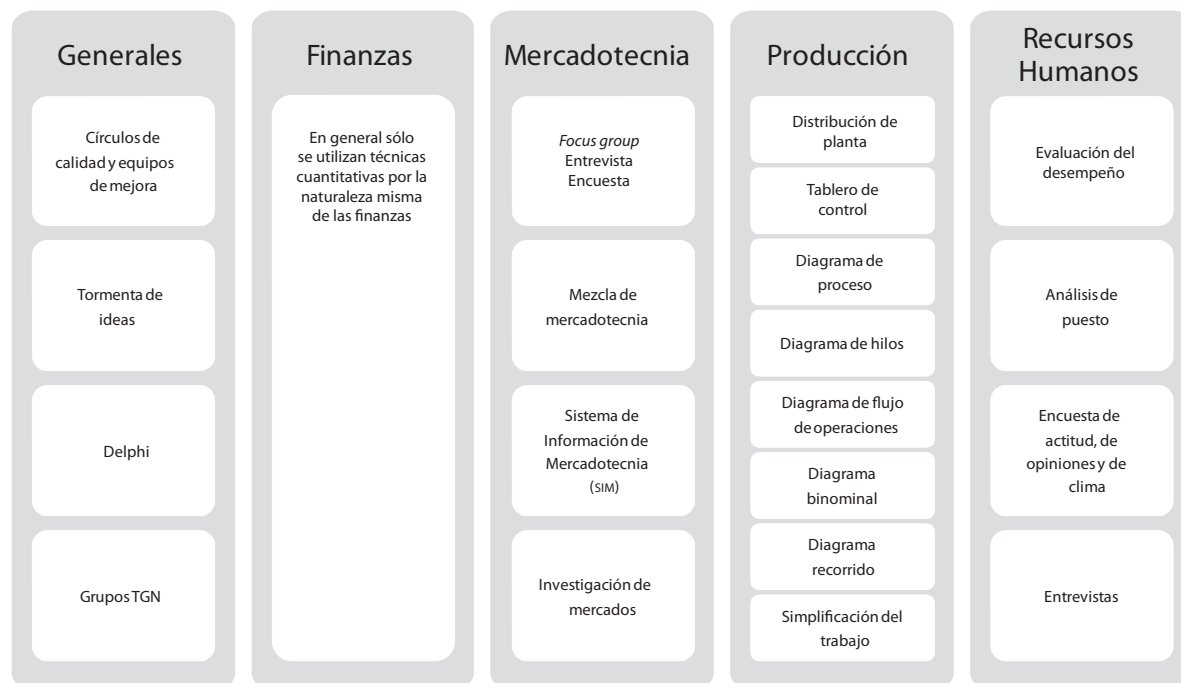 Generales
Círculos de
calidad y equipos
de mejora
Tormenta de
ideas
Delphi
Grupos TGN
Finanzas
En general sólo
se utilizan técnicas
cuantitativas por la
naturaleza misma
de las finanzas
Mercadotecnia
Focus group
Entrevista
Encuesta
Mezcla de
mercadotecnia
Sistema de
Información de
Mercadotecnia
(SIM)
Investigación de
mercados
Producción
Distribución de
planta
Tablero de
control
Diagrama de
proceso
Diagrama de hilos
Diagrama de flujo
de operaciones
Diagrama
binominal
Diagrama
recorrido
Simplificación del
trabajo
Recursos
Humanos
Evaluación del
desempeño
Análisis de
puesto
Encuesta de
actitud, de
opiniones y de
clima
Entrevistas